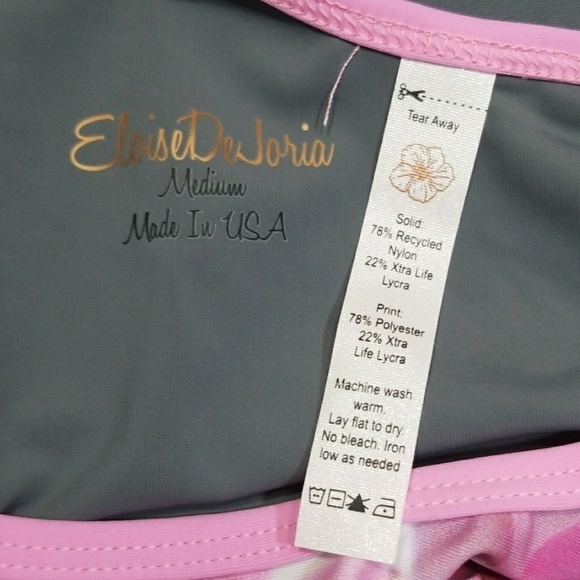 EloiseDeJoria
Medium
Made In USA
Tear Away
Solid:
78% Recycled
Nylon
22% Xtra Life
Lycra
Print:
78% Polyester
22% Xtra
Life Lycra
Machine wash
warm.
Lay flat to dry.
No bleach. Iron
low as needed